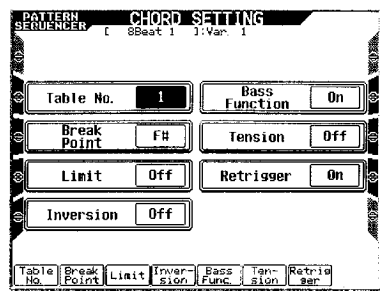 PATTERN SEQUENCER CHORD SETTING
[ 8Beat 1 ]:Var. 1
Table No. 1
Bass Function On
Break Point F#
Tension Off
Limit Off
Retrigger On
Inversion Off
Table No. Break Point Limit Inver-sion Bass Func. Ten-sion Retrig ger